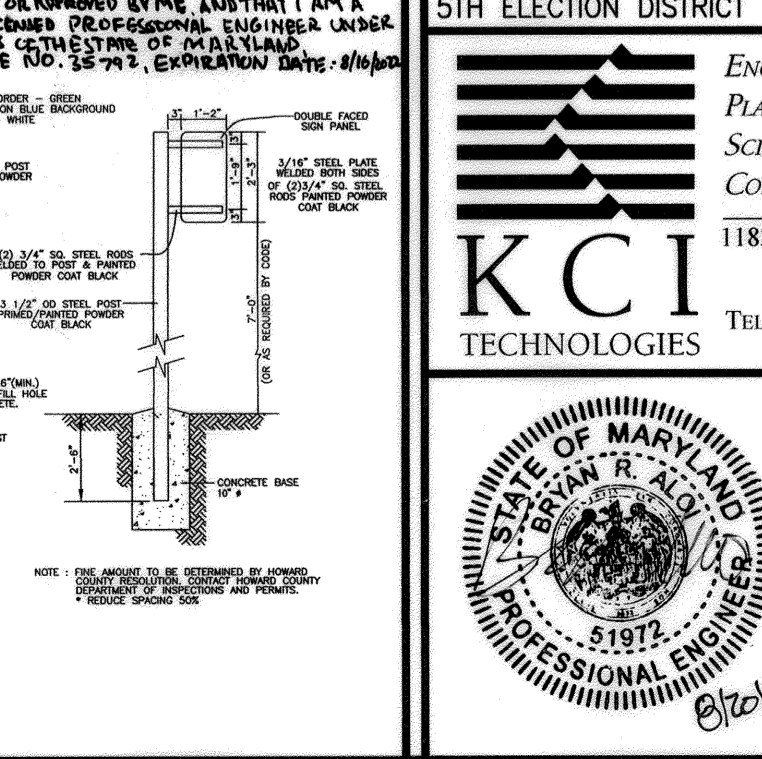 OR APPROVED BY ME, AND THAT I AM A
PROFESSIONAL ENGINEER UNDER
OF THE STATE OF MARYLAND,
NO. 35792, EXPIRATION DATE: 8/16/2022
GREEN
ON BLUE BACKGROUND
WHITE
3" 1'-2"
DOUBLE FACED
SIGN PANEL
POST
3"
1'-9"
2'-3"
3"
3/16" STEEL PLATE
WELDED BOTH SIDES
OF (2)3/4" SQ. STEEL
RODS PAINTED POWDER
COAT BLACK
(2) 3/4" SQ. STEEL RODS
TO POST & PAINTED
POWDER COAT BLACK
3 1/2" OD STEEL POST
PRIMED/PAINTED POWDER
COAT BLACK
7'-0"
(OR AS REQUIRED BY CODE)
6"(MIN.)
FILL HOLE
2'-6"
CONCRETE BASE
10" ø
NOTE : FINE AMOUNT TO BE DETERMINED BY HOWARD
COUNTY RESOLUTION. CONTACT HOWARD COUNTY
DEPARTMENT OF INSPECTIONS AND PERMITS.
* REDUCE SPACING 50%
5TH ELECTION DISTRICT
KCI
TECHNOLOGIES
STATE OF MARYLAND
BRYAN R. ALOI
51972
PROFESSIONAL ENGINEER